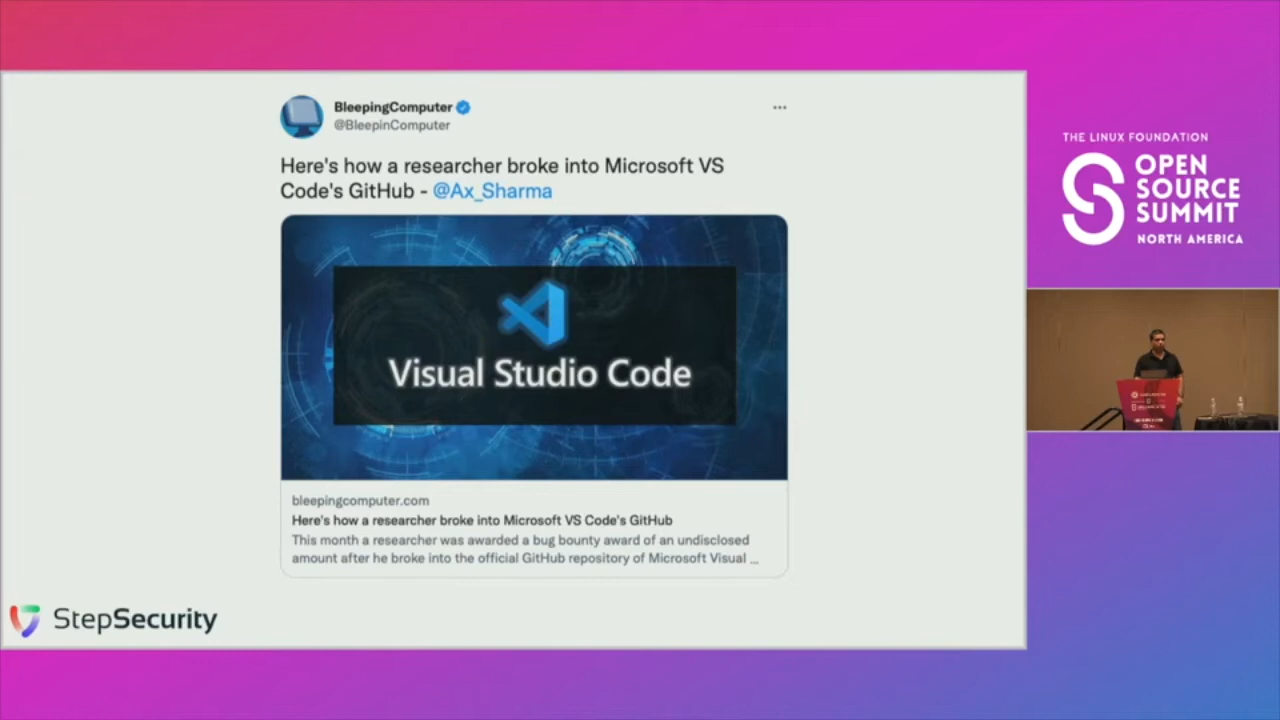 BleepingComputer
@BleepinComputer
Here's how a researcher broke into Microsoft VS
Code's GitHub - @Ax_Sharma
Visual Studio Code
bleepingcomputer.com
Here's how a researcher broke into Microsoft VS Code's GitHub
This month a researcher was awarded a bug bounty award of an undisclosed
amount after he broke into the official GitHub repository of Microsoft Visual ...
StepSecurity
THE LINUX FOUNDATION
OPEN
SOURCE
SUMMIT
NORTH AMERICA